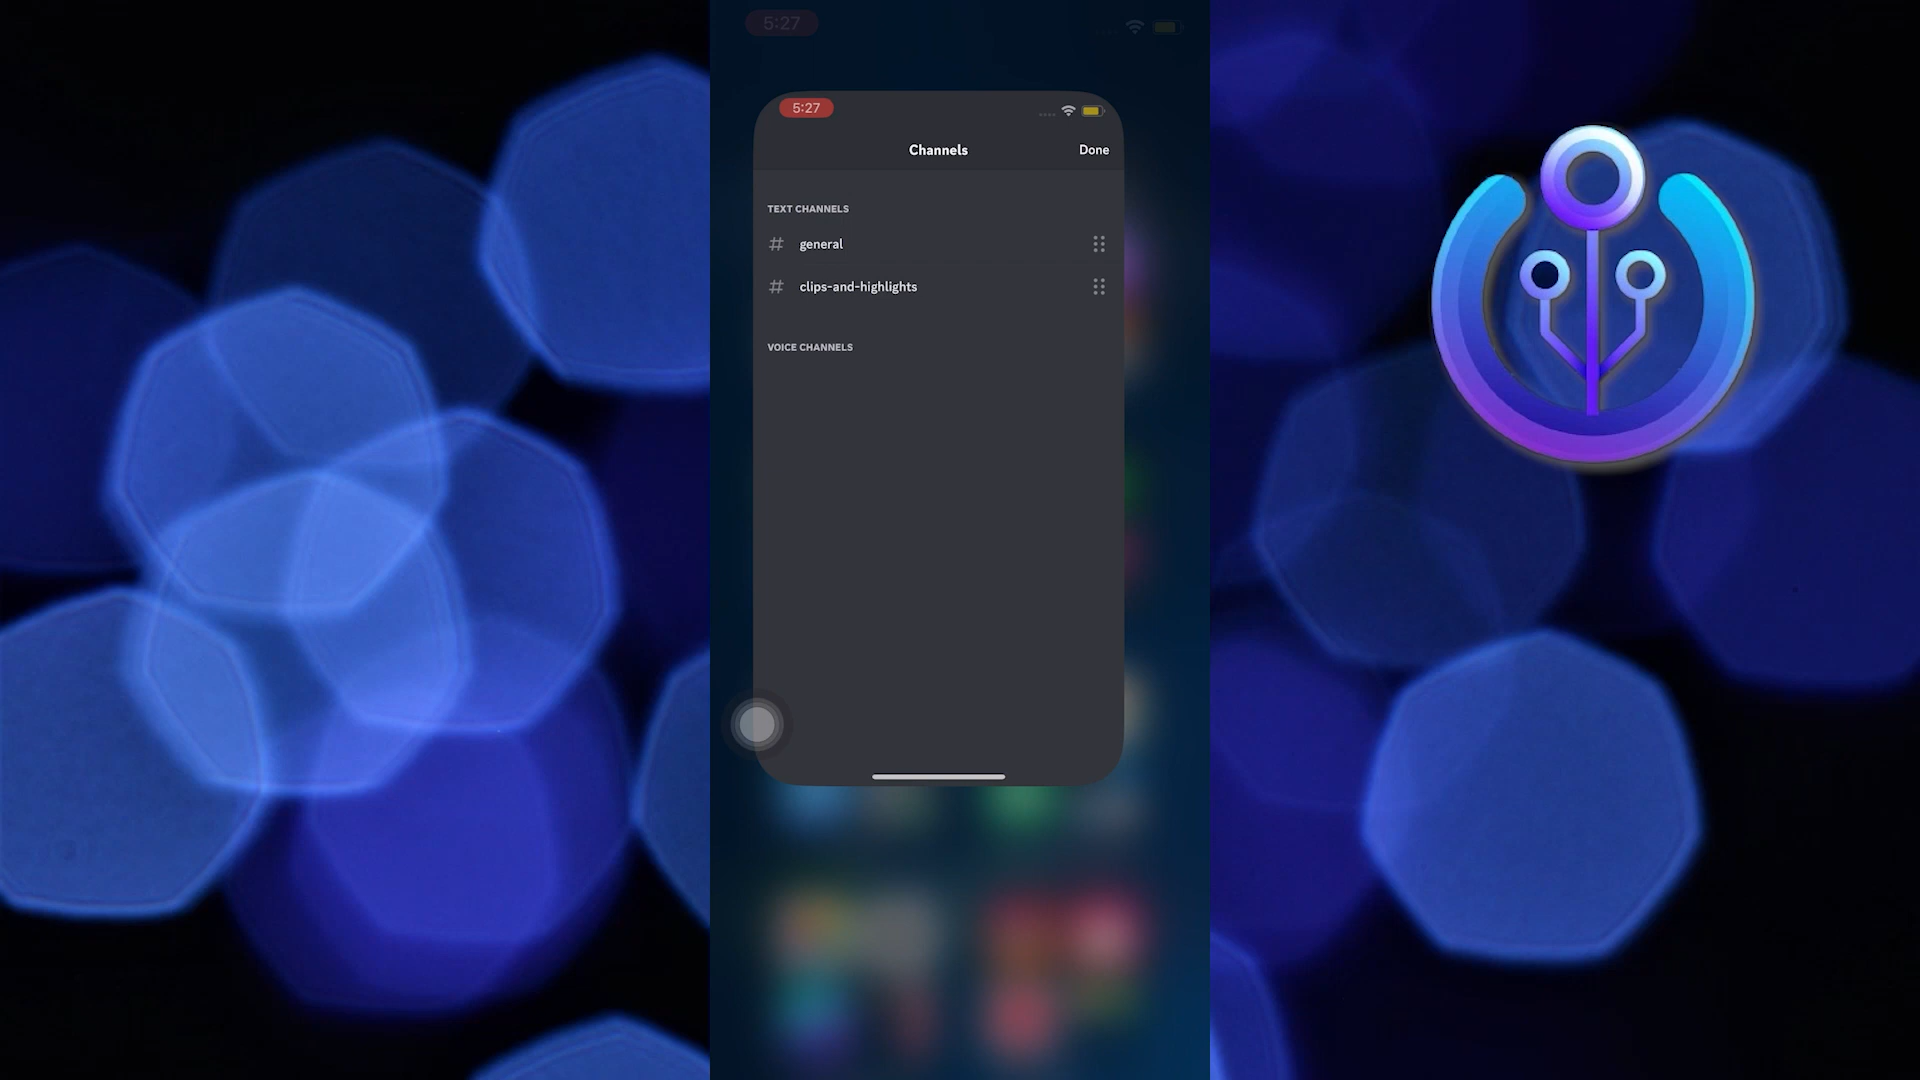 5:27
5:27
Channels
Done
TEXT CHANNELS
# general
# clips-and-highlights
VOICE CHANNELS